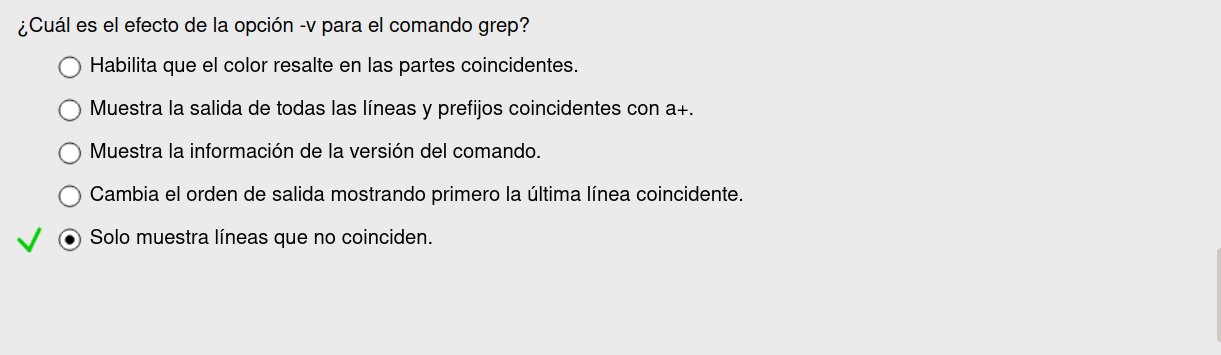 ¿Cuál es el efecto de la opción -v para el comando grep?
Habilita que el color resalte en las partes coincidentes.
Muestra la salida de todas las líneas y prefijos coincidentes con a+.
Muestra la información de la versión del comando.
Cambia el orden de salida mostrando primero la última línea coincidente.
Solo muestra líneas que no coinciden.